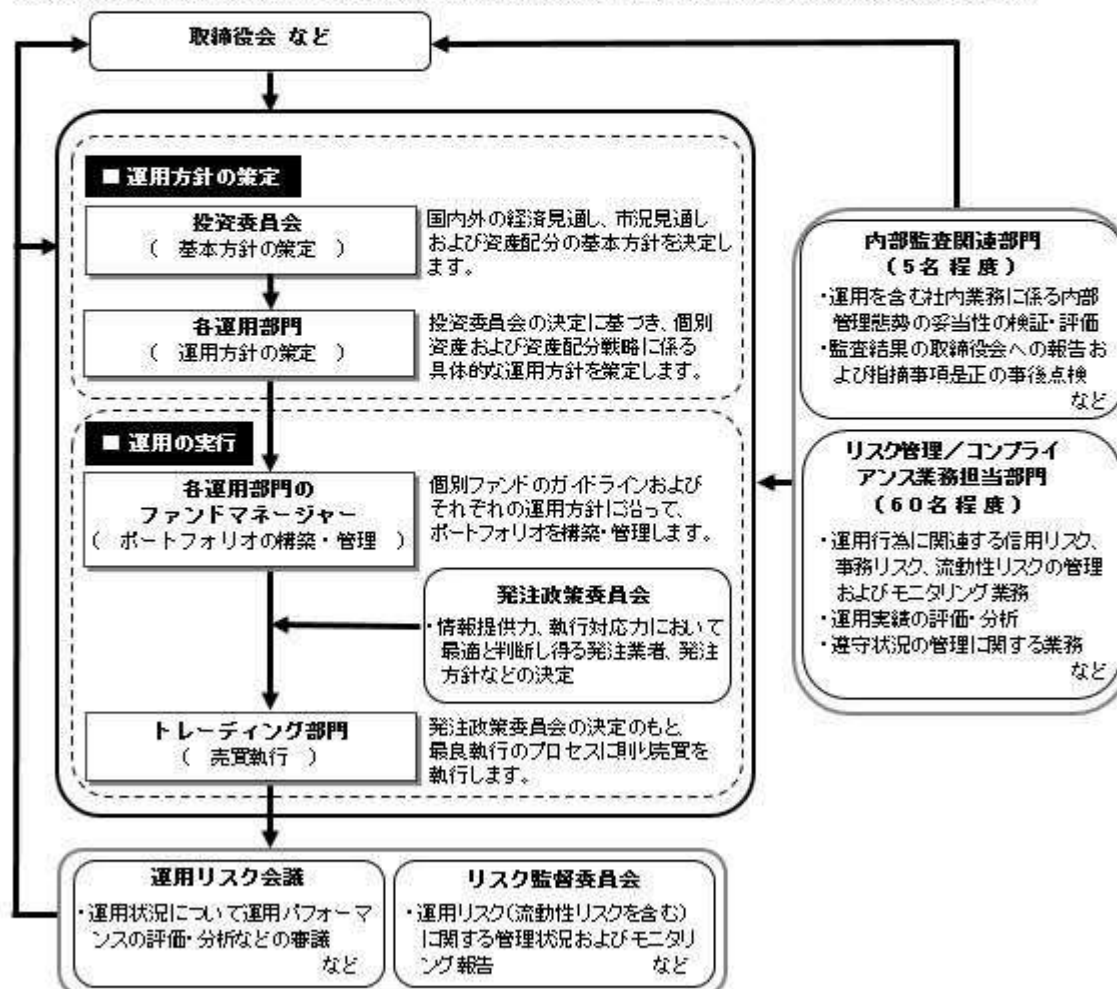 取締役会 など
■ 運用方針の策定
投資委員会
( 基本方針の策定 )
国内外の経済見通し、市況見通し
および資産配分の基本方針を決定し
ます。
各運用部門
( 運用方針の策定 )
投資委員会の決定に基づき、個別
資産および資産配分戦略に係る
具体的な運用方針を策定します。
■ 運用の実行
各運用部門の
ファンドマネージャー
( ポートフォリオの構築・管理 )
個別ファンドのガイドラインおよび
それぞれの運用方針に沿って、
ポートフォリオを構築・管理します。
発注政策委員会
・情報提供力、執行対応力において
最適と判断し得る発注業者、発注
方針などの決定
トレーディング部門
( 売買執行 )
発注政策委員会の決定のもと
最良執行のプロセスに則り売買を
執行します。
内部監査関連部門
(5名程度)
・運用を含む社内業務に係る内部
管理態勢の妥当性の検証・評価
・監査結果の取締役会への報告お
よび指摘事項是正の事後点検
など
リスク管理/コンプライ
アンス業務担当部門
(60名程度)
・運用行為に関連する信用リスク、
事務リスク、流動性リスクの管理
およびモニタリング業務
・運用実績の評価・分析
・遵守状況の管理に関する業務
など
運用リスク会議
・運用状況について運用パフォーマ
ンスの評価・分析などの審議
など
リスク監督委員会
・運用リスク(流動性リスクを含む)
に関する管理状況およびモニタリ
ング報告 など